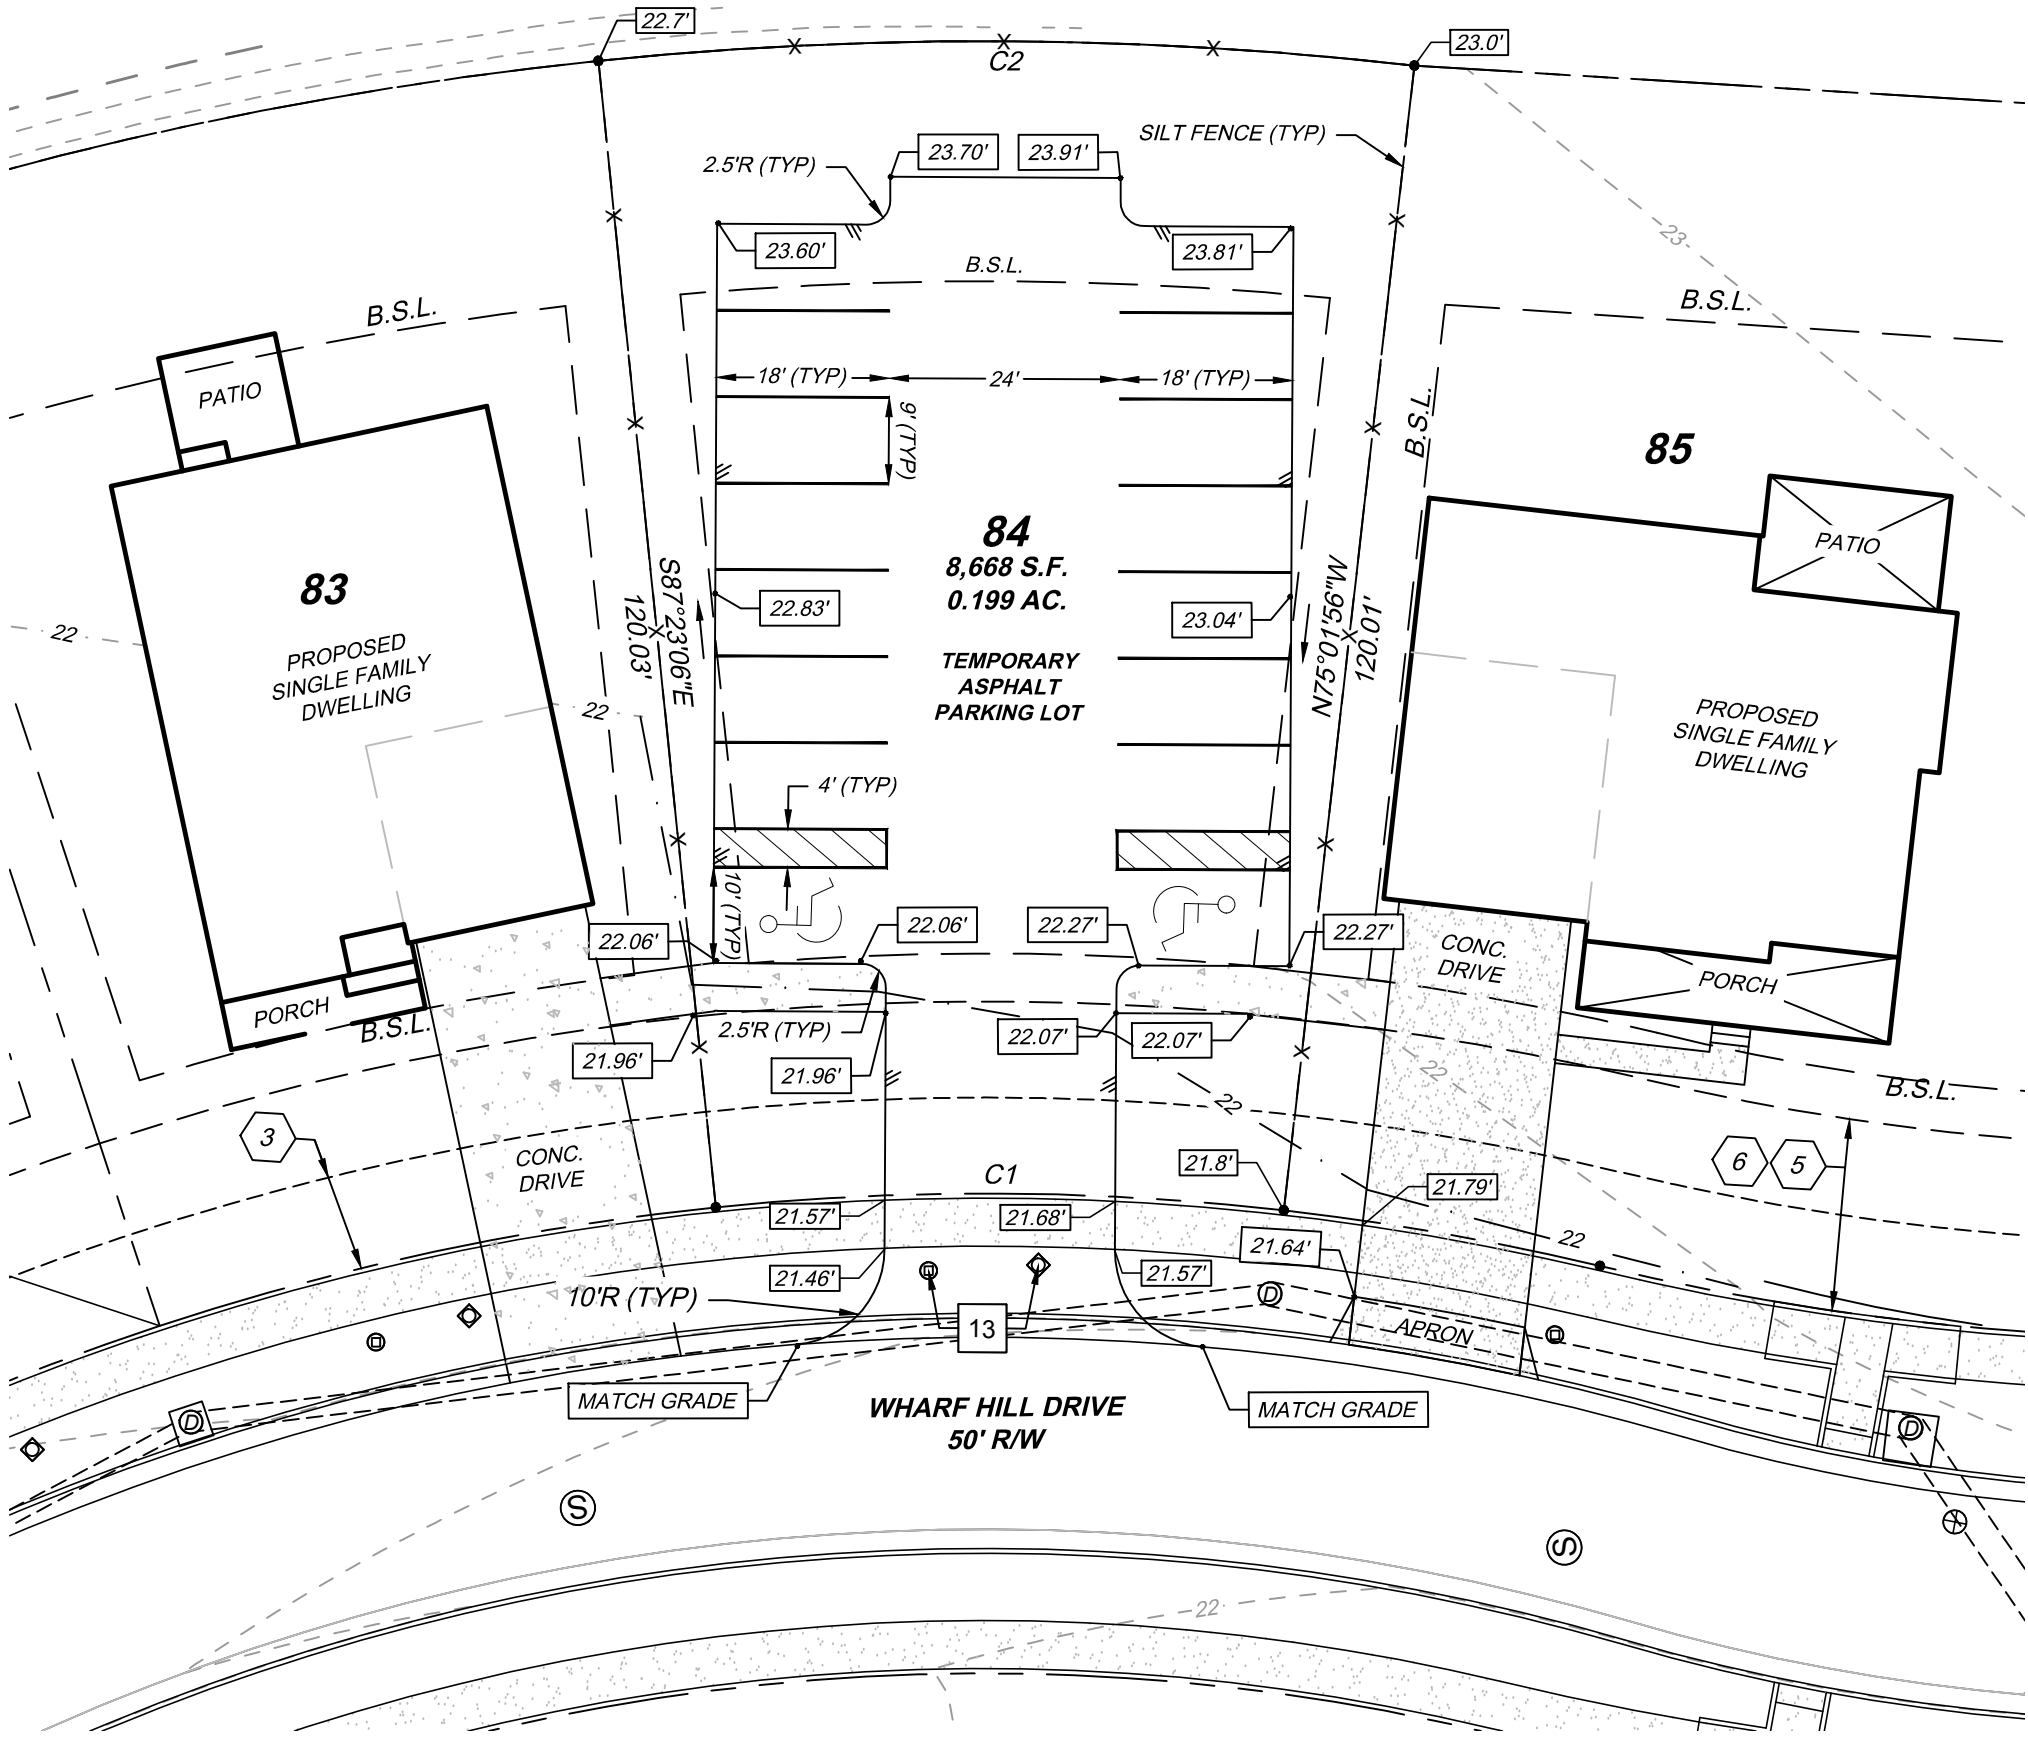 22.7'
23.0'
C2
SILT FENCE (TYP)
23.70'
23.91'
2.5'R (TYP)
23.60'
23.81'
23
B.S.L.
B.S.L.
B.S.L.
B.S.L.
PATIO
18' (TYP)
24'
18' (TYP)
9' (TYP)
85
84
8,668 S.F.
0.199 AC.
PATIO
83
S87°23'06"E
120.03'
22.83'
23.04'
N75°01'56"W
120.01'
22
PROPOSED
SINGLE FAMILY
DWELLING
TEMPORARY
ASPHALT
PARKING LOT
22
PROPOSED
SINGLE FAMILY
DWELLING
4' (TYP)
10' (TYP)
22.06'
22.06'
22.27'
22.27'
CONC.
DRIVE
PORCH
PORCH
B.S.L.
2.5'R (TYP)
22.07'
22.07'
21.96'
21.96'
22
22
B.S.L.
3
CONC.
DRIVE
C1
21.8'
21.79'
6
5
21.57'
21.68'
21.64'
22
21.46'
21.57'
10'R (TYP)
D
13
APRON
MATCH GRADE
WHARF HILL DRIVE
50' R/W
MATCH GRADE
D
D
S
S
22